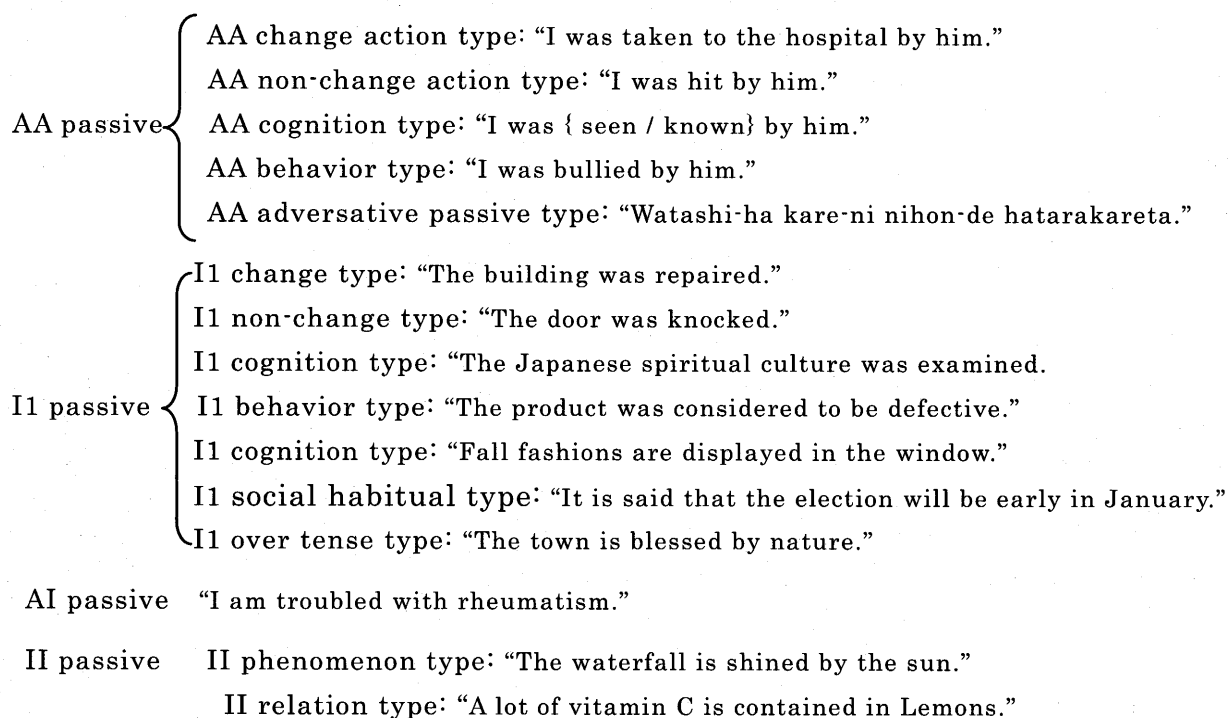 AA change action type: “I was taken to the hospital by him.”
AA non-change action type: “I was hit by him.”
AA passive AA cognition type: “I was { seen / known} by him.”
AA behavior type: “I was bullied by him.”
AA adversative passive type: “Watashi-ha kare-ni nihon-de hatarakareta.”
I1 change type: “The building was repaired.”
I1 non-change type: “The door was knocked.”
I1 cognition type: “The Japanese spiritual culture was examined.
I1 passive I1 behavior type: “The product was considered to be defective.”
I1 cognition type: “Fall fashions are displayed in the window.”
I1 social habitual type: “It is said that the election will be early in January.”
I1 over tense type: “The town is blessed by nature.”
AI passive “I am troubled with rheumatism.”
II passive II phenomenon type: “The waterfall is shined by the sun.”
II relation type: “A lot of vitamin C is contained in Lemons.”